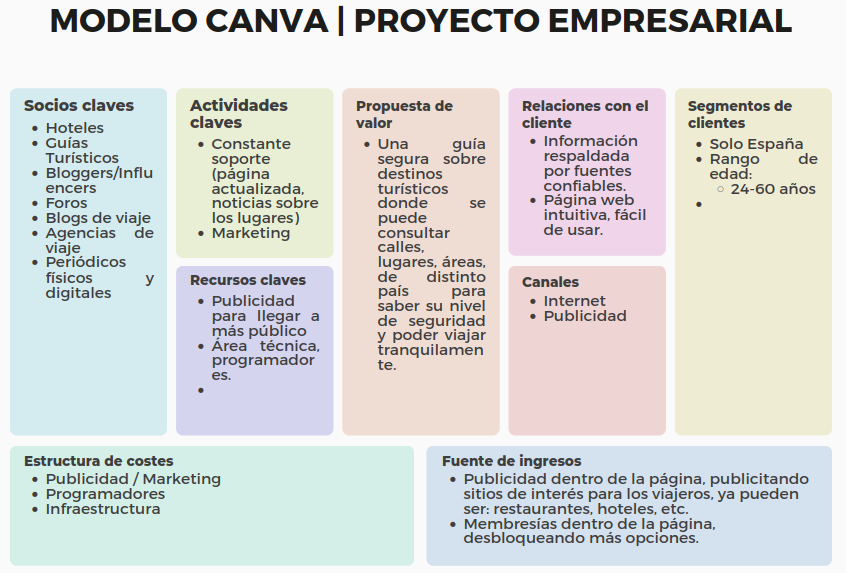 MODELO CANVA | PROYECTO EMPRESARIAL
Socios claves
• Hoteles
• Guías
Turísticos
• Bloggers/Influ
encers
• Foros
• Blogs de viaje
• Agencias de
viaje
• Periódicos
físicos y
digitales
Actividades
claves
• Constante
soporte
(página
actualizada,
noticias sobre
los lugares)
• Marketing
Recursos claves
• Publicidad
para llegar a
más público
• Área técnica,
programador
es.
•
Propuesta de
valor
• Una guía
segura sobre
destinos
turísticos
donde se
puede
consultar
calles,
lugares, áreas,
de distinto
país para
saber su nivel
de seguridad
y poder viajar
tranquilamen
te.
Relaciones con el
cliente
• Información
respaldada
por fuentes
confiables.
• Página web
intuitiva, fácil
de usar.
Canales
• Internet
• Publicidad
Segmentos de
clientes
• Solo España
• Rango de
edad:
○ 24-60 años
•
Estructura de costes
• Publicidad / Marketing
• Programadores
• Infraestructura
Fuente de ingresos
• Publicidad dentro de la página, publicitando
sitios de interés para los viajeros, ya pueden
ser: restaurantes, hoteles, etc.
• Membresías dentro de la página,
desbloqueando más opciones.